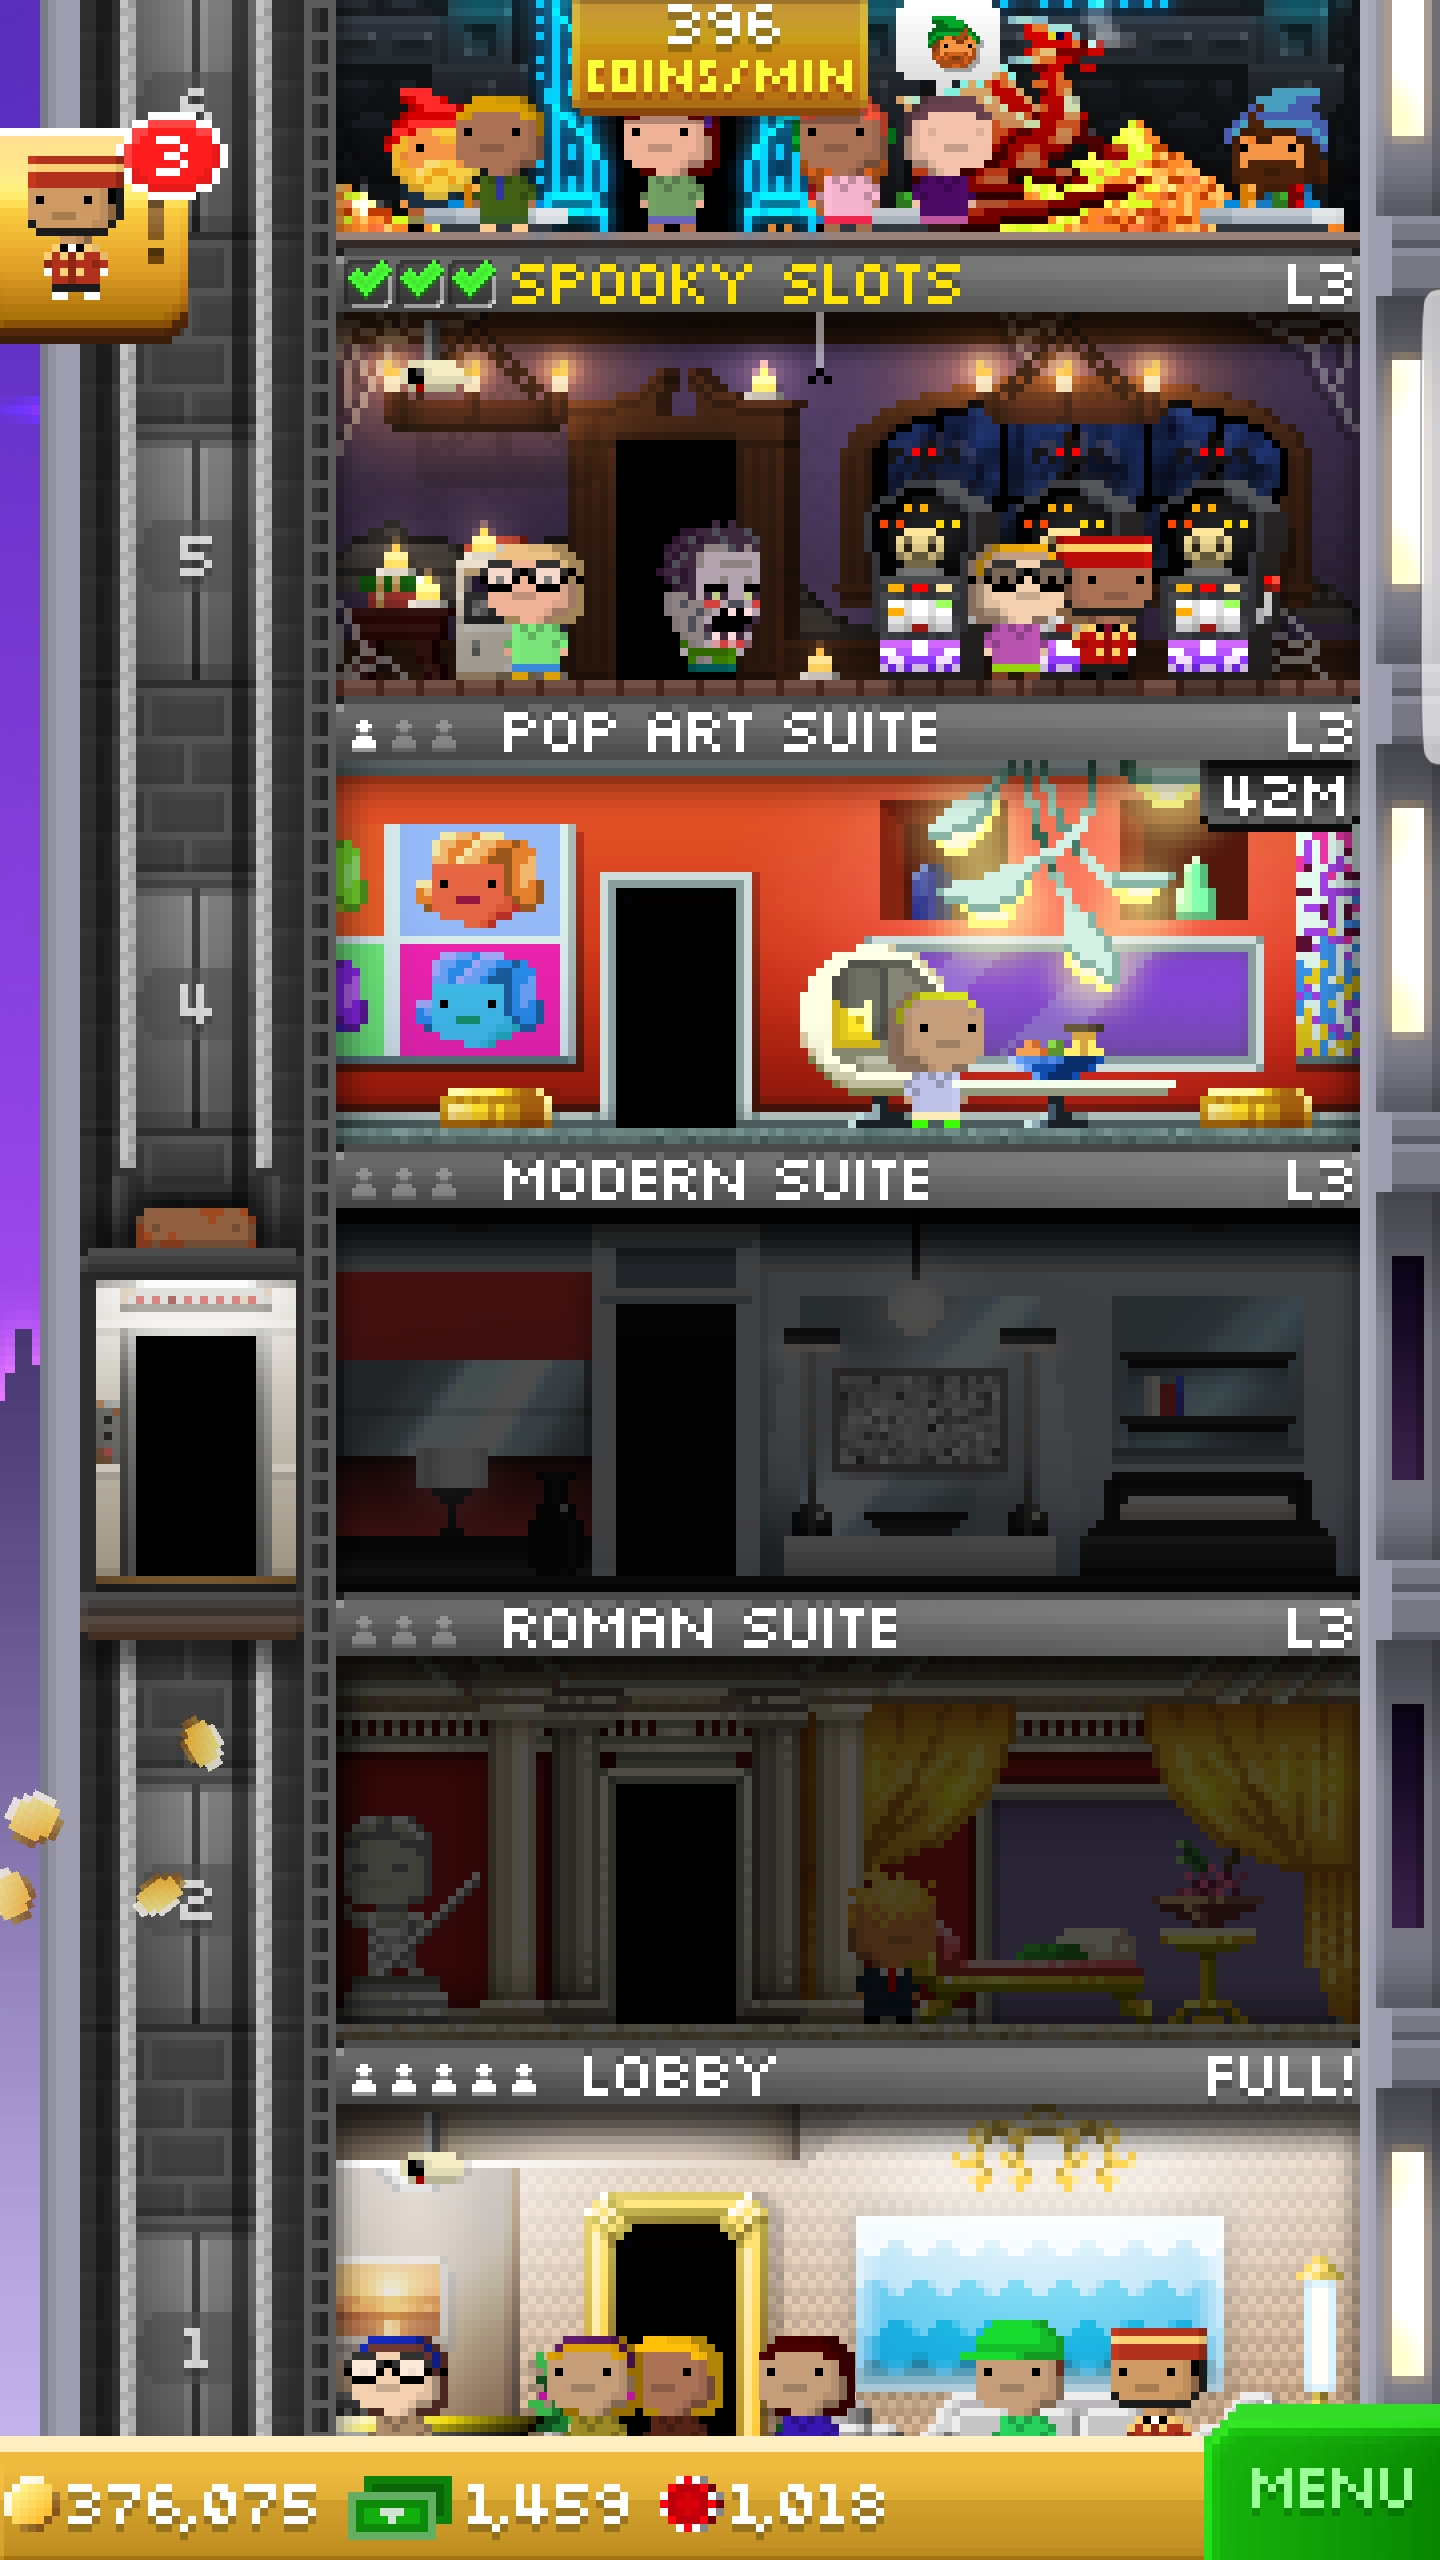 396
COINS/MIN
3
!
SPOOKY SLOTS L3
5
POP ART SUITE L3
42M
4
MODERN SUITE L3
ROMAN SUITE L3
2
LOBBY FULL!
1
376,075 1,459 1,018
MENU